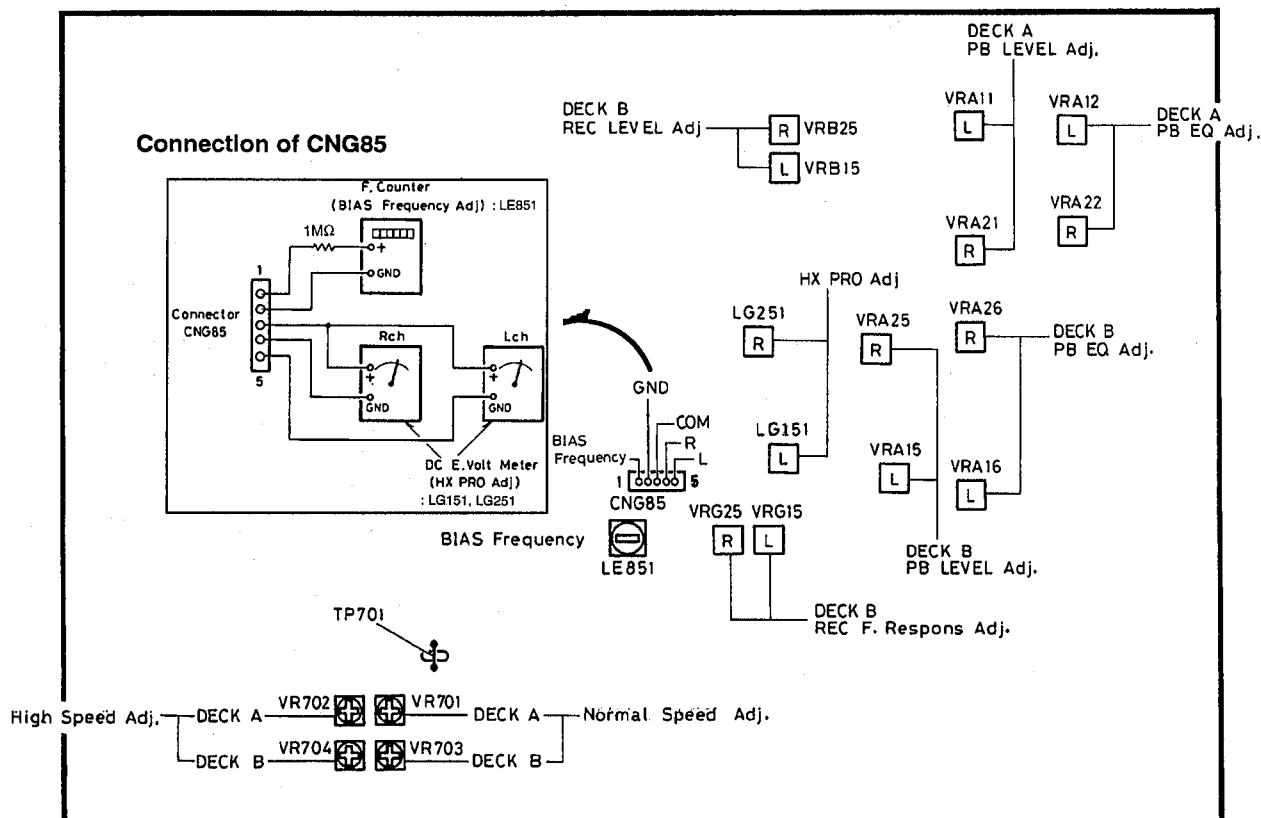 DECK A
PB LEVEL Adj.
VRA11
L
VRA12
L
DECK A
PB EQ Adj.
DECK B
REC LEVEL Adj
R VRB25
L VRB15
VRA21
R
VRA22
R
Connection of CNG85
F. Counter
(BIAS Frequency Adj) : LE851
1MΩ
+
GND
1
Connector
CNG85
5
Rch
+
GND
Lch
+
GND
DC E.Volt Meter
(HX PRO Adj)
: LG151, LG251
HX PRO Adj
LG251
R
LG151
L
VRA25
R
VRA26
R
DECK B
PB EQ Adj.
VRA15
L
VRA16
L
DECK B
PB LEVEL Adj.
GND
COM
R
L
BIAS
Frequency
1
5
CNG85
BIAS Frequency
LE851
VRG25 VRG15
R L
DECK B
REC F. Respons Adj.
TP701
High Speed Adj.
DECK A
VR702
VR701
DECK A
Normal Speed Adj.
DECK B
VR704
VR703
DECK B